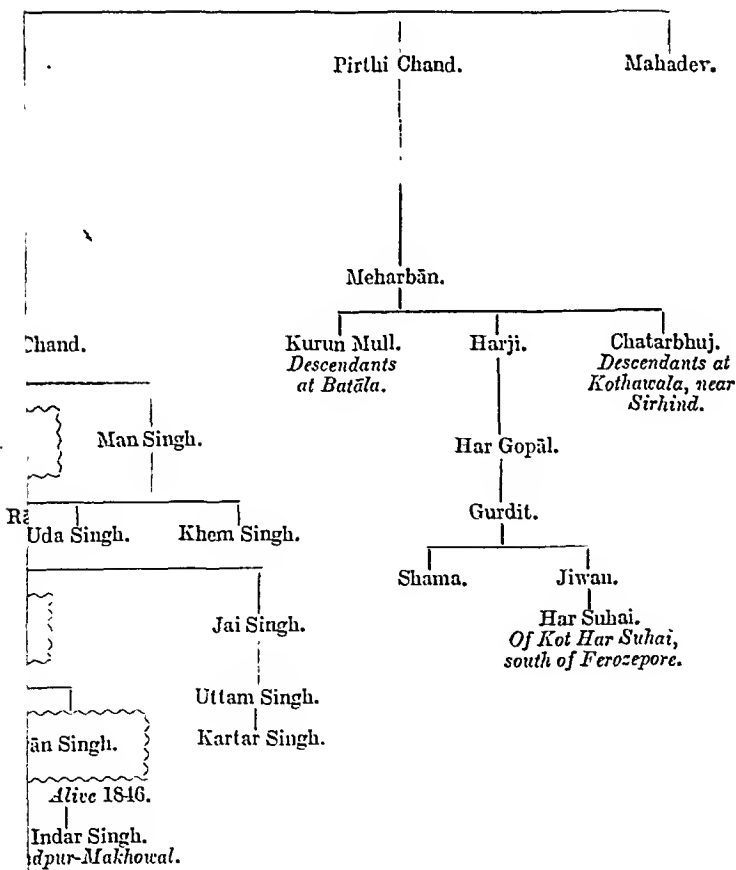 Pirthi Chand. Mahadev.
Meharbān.
Chand. Kurun Mull. Harji. Chatarbhuj.
Descendants Descendants at
at Batāla. Kothawala, near
Sirhind.
Man Singh. Har Gopāl.
Uda Singh. Khem Singh. Gurdit.
Shama. Jiwan.
Jai Singh. Har Suhai.
Of Kot Har Suhai,
south of Ferozepore.
Uttam Singh.
ān Singh. Kartar Singh.
Alive 1846.
Indar Singh.
dpur-Makhowal.